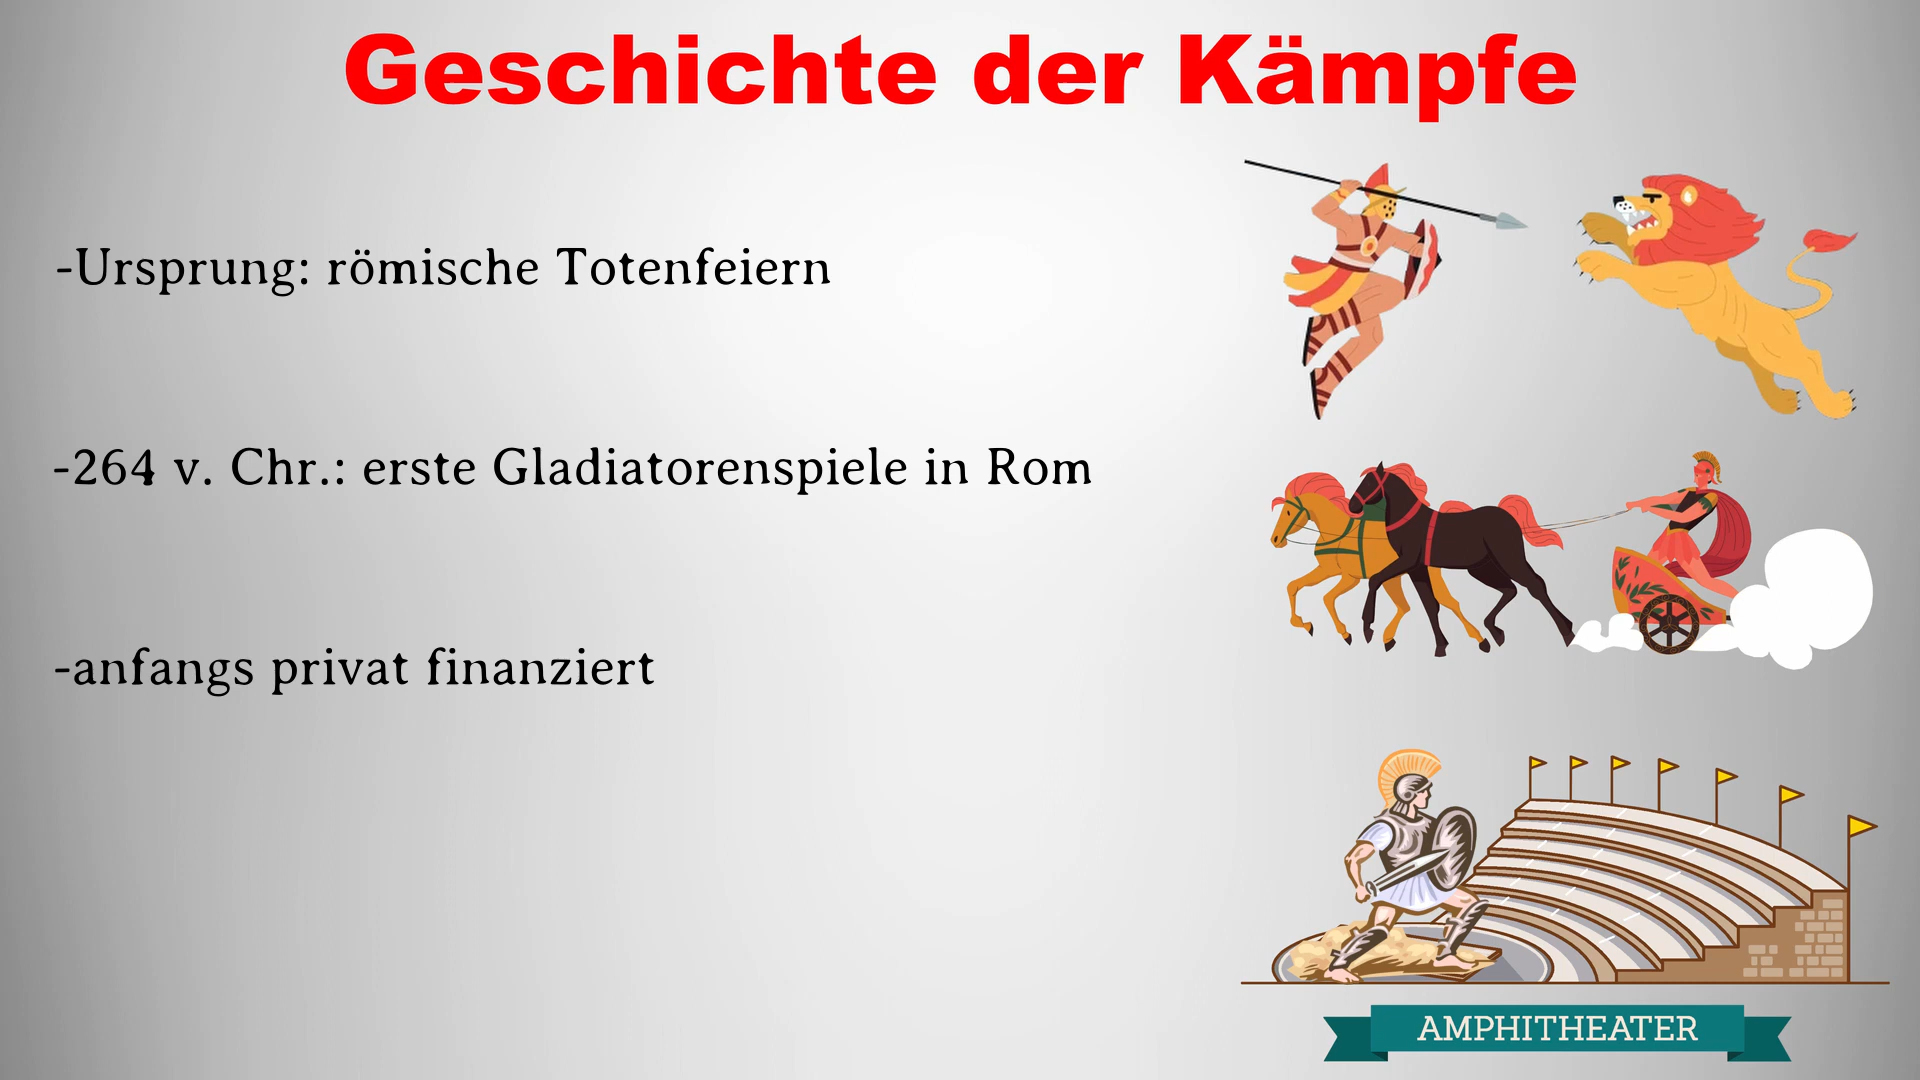 Geschichte der Kämpfe
-Ursprung: römische Totenfeiern
-264 v. Chr.: erste Gladiatorenspiele in Rom
-anfangs privat finanziert
AMPHITHEATER